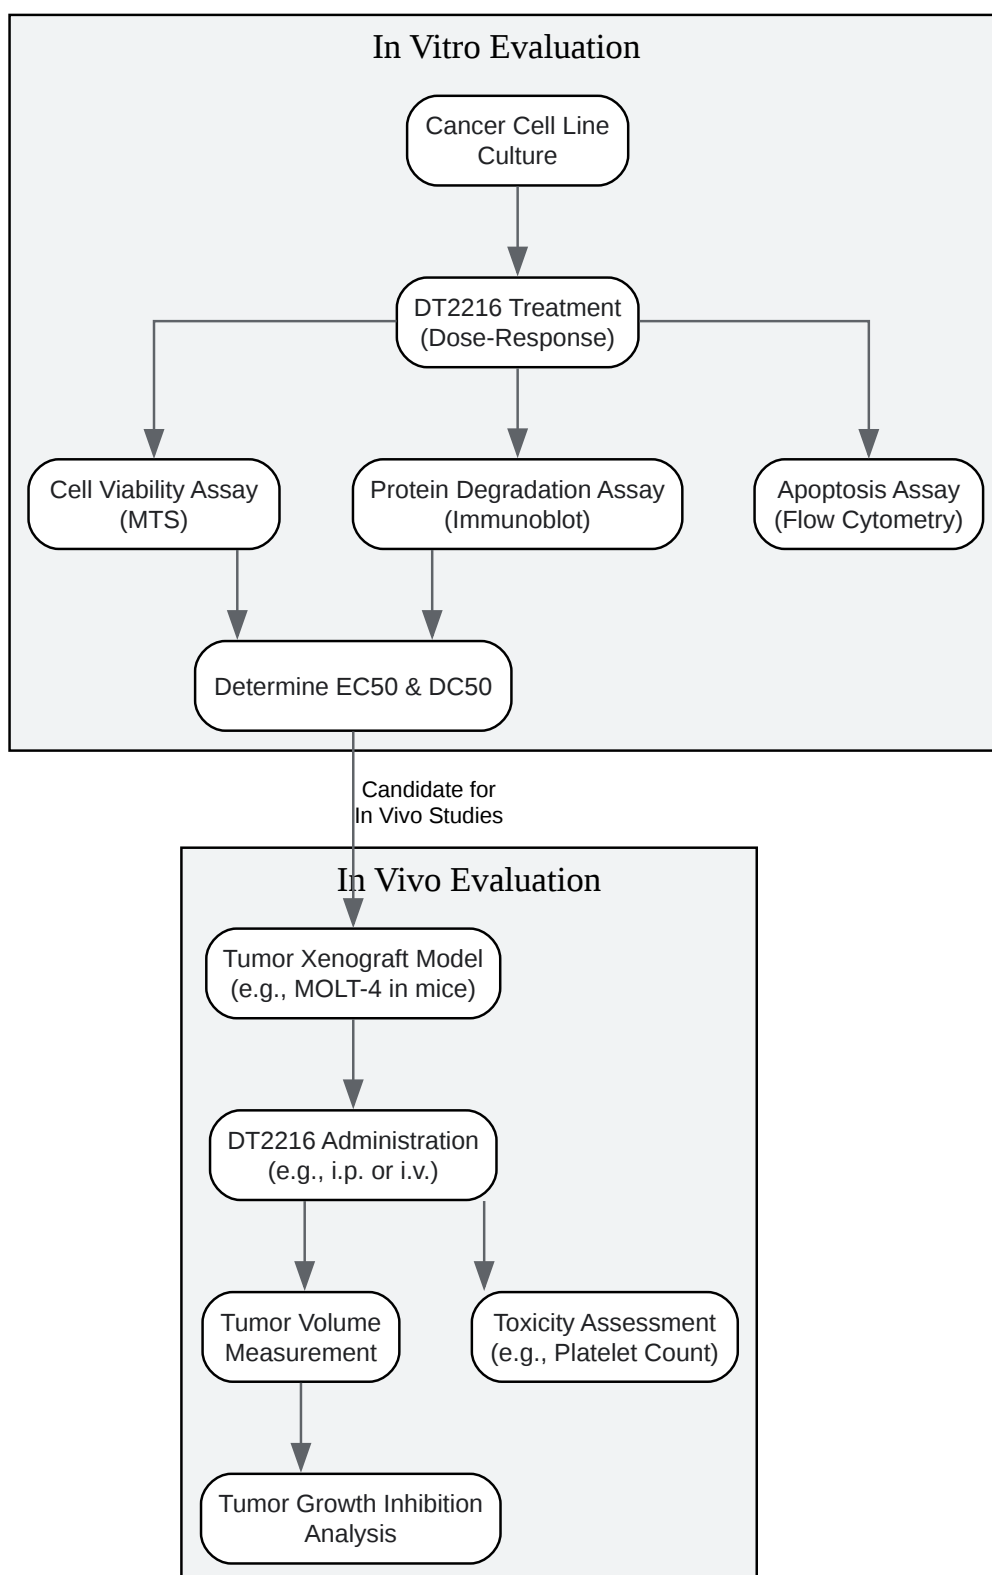 In Vitro Evaluation
Cancer Cell Line
Culture
DT2216 Treatment
(Dose-Response)
Cell Viability Assay
(MTS)
Protein Degradation Assay
(Immunoblot)
Apoptosis Assay
(Flow Cytometry)
Determine EC50 & DC50
Candidate for
In Vivo Studies
In Vivo Evaluation
Tumor Xenograft Model
(e.g., MOLT-4 in mice)
DT2216 Administration
(e.g., i.p. or i.v.)
Tumor Volume
Measurement
Toxicity Assessment
(e.g., Platelet Count)
Tumor Growth Inhibition
Analysis